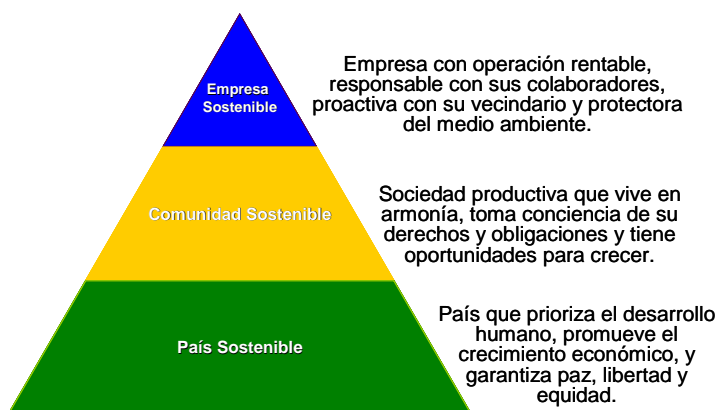 Empresa
Sostenible
Empresa con operación rentable,
responsable con sus colaboradores,
proactiva con su vecindario y protectora
del medio ambiente.
Comunidad Sostenible
Sociedad productiva que vive en
armonía, toma conciencia de su
derechos y obligaciones y tiene
oportunidades para crecer.
País Sostenible
País que prioriza el desarrollo
humano, promueve el
crecimiento económico, y
garantiza paz, libertad y
equidad.